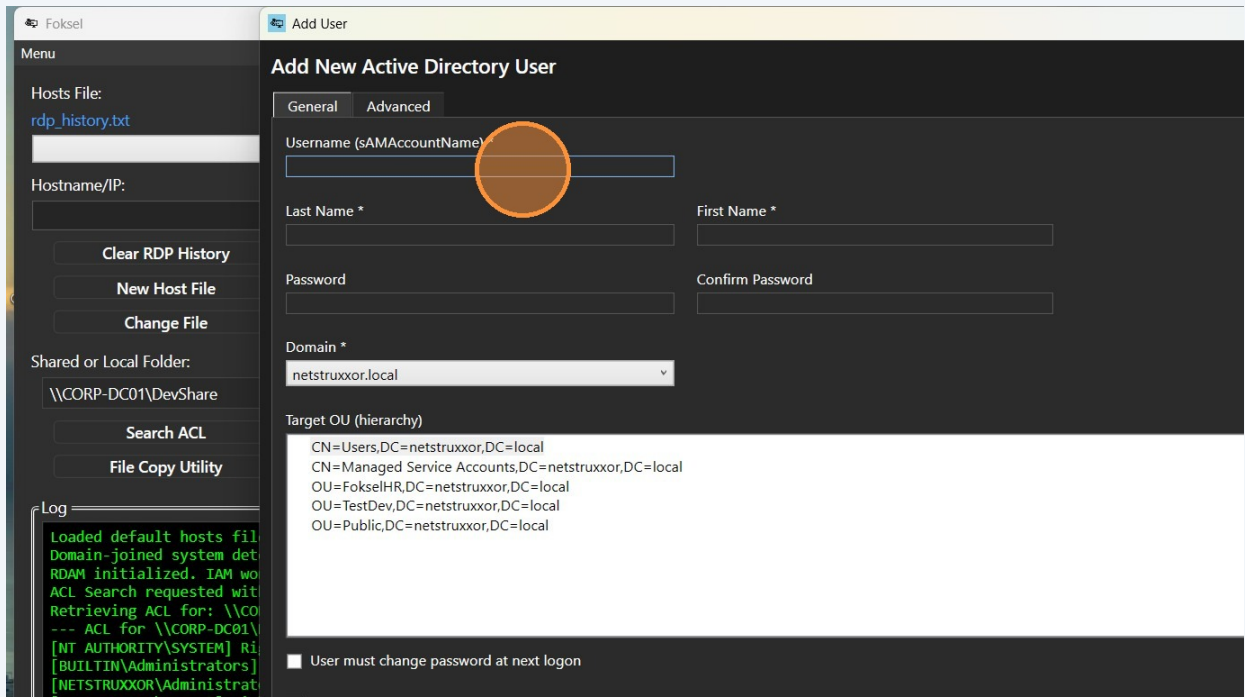 Foksel
Menu
Hosts File:
rdp_history.txt
Hostname/IP:
Clear RDP History
New Host File
Change File
Shared or Local Folder:
\\CORP-DC01\DevShare
Search ACL
File Copy Utility
Log
Loaded default hosts fil
Domain-joined system det
RDAM initialized. IAM wo
ACL Search requested wit
Retrieving ACL for: \\CO
--- ACL for \\CORP-DC01\
[NT AUTHORITY\SYSTEM] Ri
[BUILTIN\Administrators]
[NETSTRUXXOR\Administrat
Add User
Add New Active Directory User
General Advanced
Username (sAMAccountName) *
Last Name * First Name *
Password Confirm Password
Domain *
netstruxxor.local
Target OU (hierarchy)
CN=Users,DC=netstruxxor,DC=local
CN=Managed Service Accounts,DC=netstruxxor,DC=local
OU=FokselHR,DC=netstruxxor,DC=local
OU=TestDev,DC=netstruxxor,DC=local
OU=Public,DC=netstruxxor,DC=local
User must change password at next logon